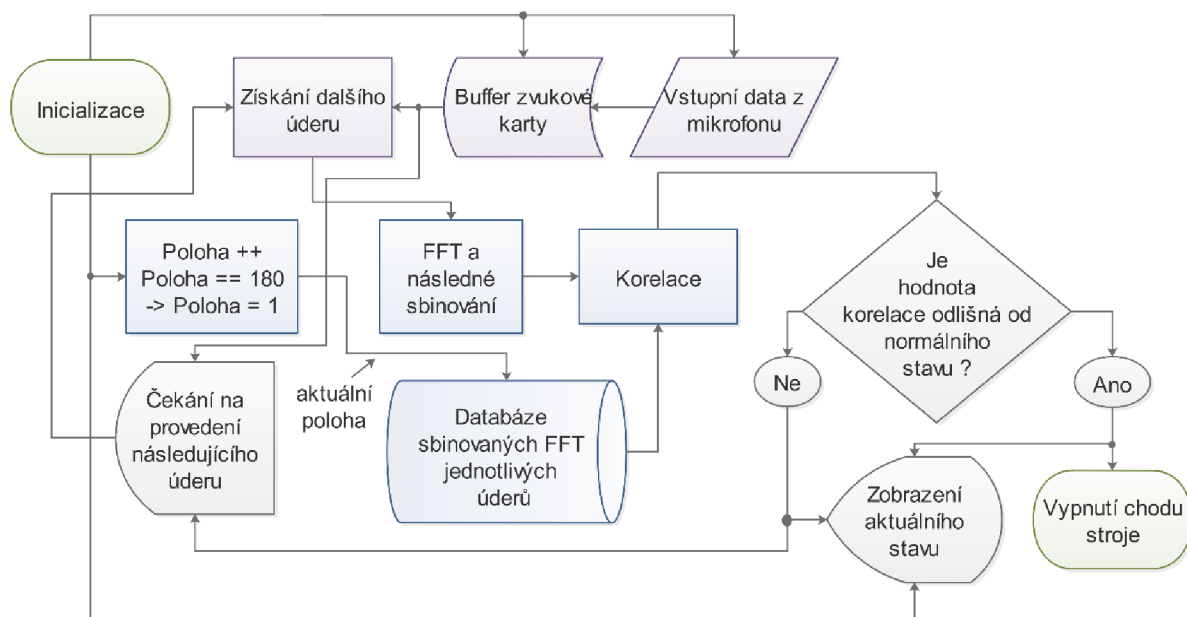 Inicializace
Získání dalšího
úderu
Buffer zvukové
karty
Vstupní data z
mikrofonu
Poloha ++
Poloha == 180
-> Poloha = 1
FFT a
následné
sbinování
Korelace
Je
hodnota
korelace odlišná od
normálního
stavu ?
Ne
Ano
Čekání na
provedení
následujícího
úderu
aktuální
poloha
Databáze
sbinovaných FFT
jednotlivých
úderů
Zobrazení
aktuálního
stavu
Vypnutí chodu
stroje